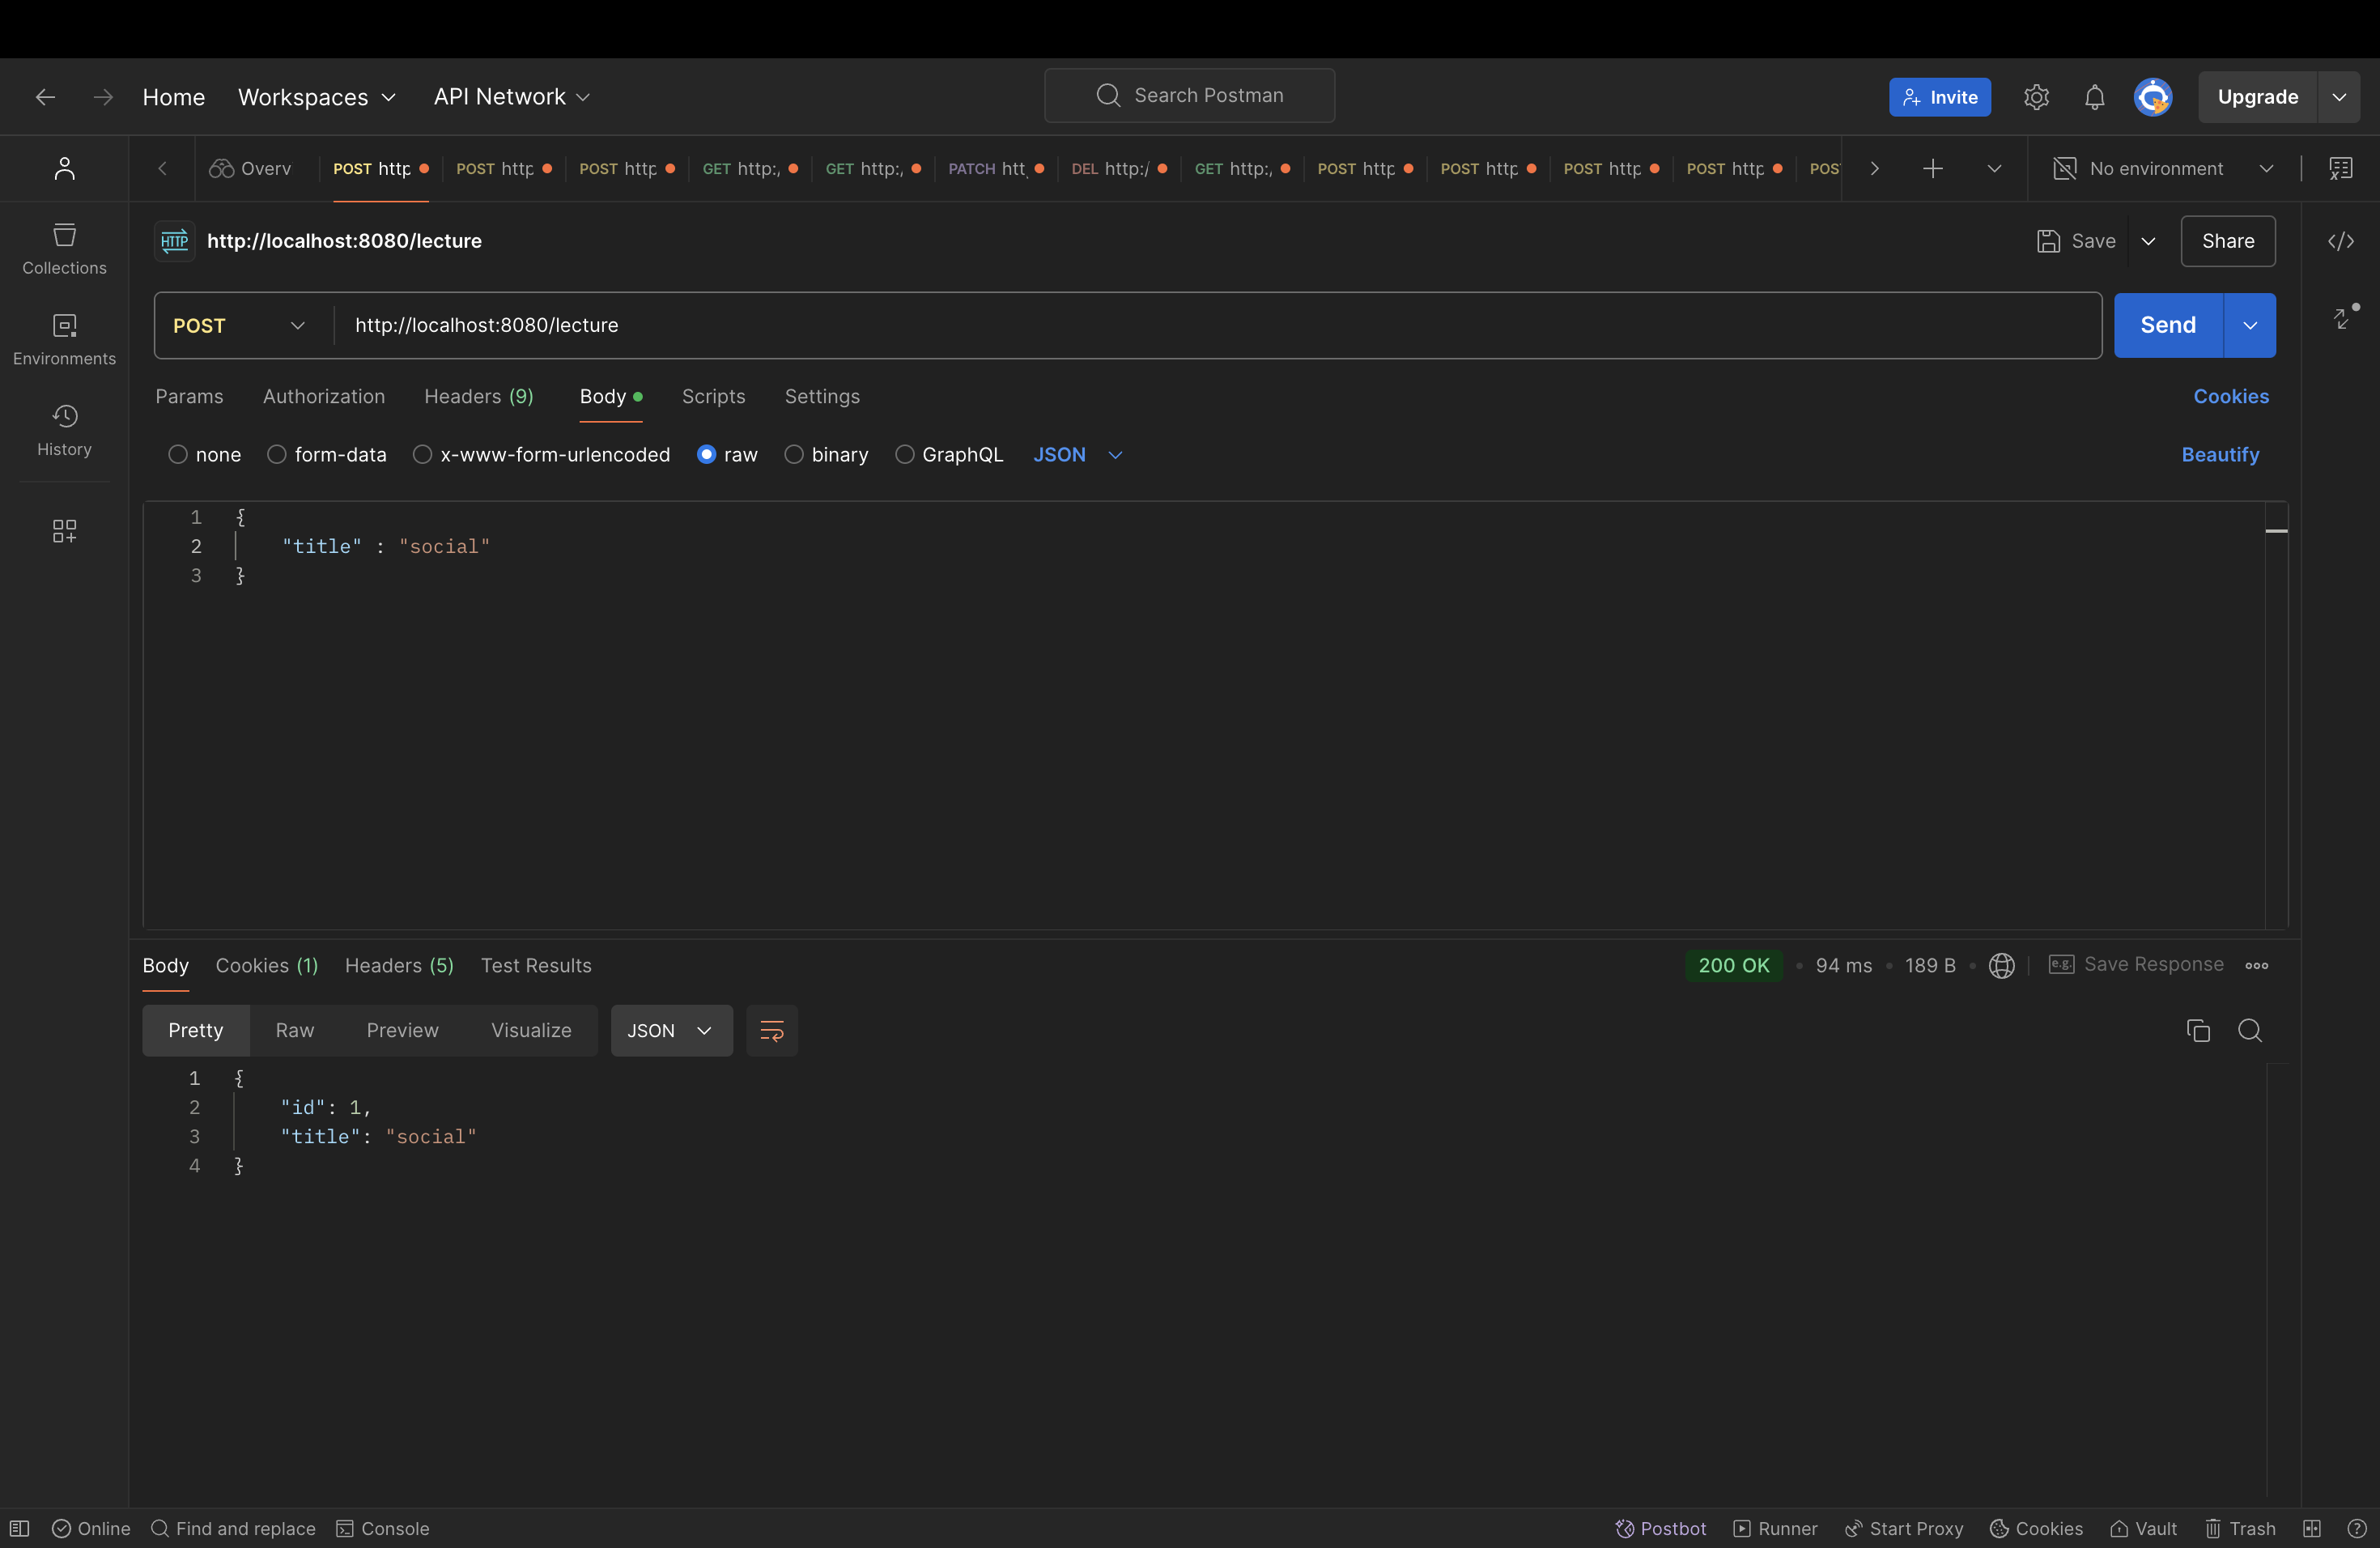 Home Workspaces API Network Search Postman Invite Upgrade
Overv POST http POST http POST http GET http:/ GET http:/ PATCH htt DEL http:/ GET http:/ POST http POST http POST http POST http POS No environment
HTTP http://localhost:8080/lecture Save Share
Collections
POST http://localhost:8080/lecture Send
Environments
Params Authorization Headers (9) Body Scripts Settings Cookies
History
none form-data x-www-form-urlencoded raw binary GraphQL JSON Beautify
1 {
2 "title" : "social"
3 }
Body Cookies (1) Headers (5) Test Results 200 OK • 94 ms • 189 B • e.g. Save Response
Pretty Raw Preview Visualize JSON
1 {
2 "id": 1,
3 "title": "social"
4 }
Online Find and replace Console Postbot Runner Start Proxy Cookies Vault Trash